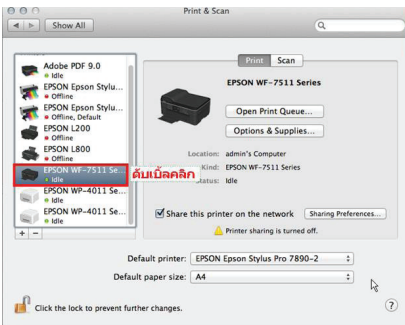 Print & Scan
Show All
Print Scan
Adobe PDF 9.0
Idle
EPSON Epson Stylu...
Offline
EPSON Epson Stylu...
Offline, Default
EPSON L200
Offline
EPSON L800
Offline
EPSON WF-7511 Se...
Idle
ดับเบิ้ลคลิก
EPSON WP-4011 Se...
Idle
EPSON WP-4011 Se...
Idle
+ −
EPSON WF-7511 Series
Open Print Queue...
Options & Supplies...
Location: admin's Computer
Kind: EPSON WF-7511 Series
Status: Idle
Share this printer on the network Sharing Preferences...
Printer sharing is turned off.
Default printer: EPSON Epson Stylus Pro 7890-2
Default paper size: A4
Click the lock to prevent further changes. ?